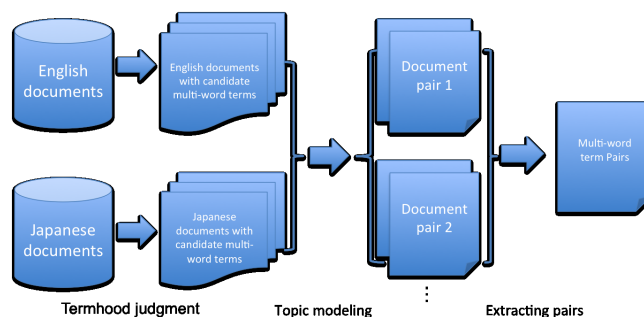 English
documents
English documents
with candidate
multi-word terms
Document
pair 1
Multi-word
term Pairs
Japanese
documents
Japanese
documents with
candidate multi-
word terms
Document
pair 2
⋮
Termhood judgment
Topic modeling
Extracting pairs